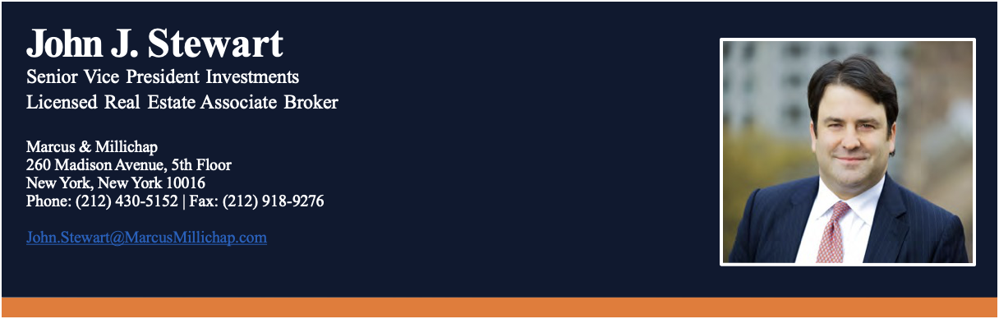 John J. Stewart
Senior Vice President Investments
Licensed Real Estate Associate Broker
Marcus & Millichap
260 Madison Avenue, 5th Floor
New York, New York 10016
Phone: (212) 430-5152 | Fax: (212) 918-9276
John.Stewart@MarcusMillichap.com